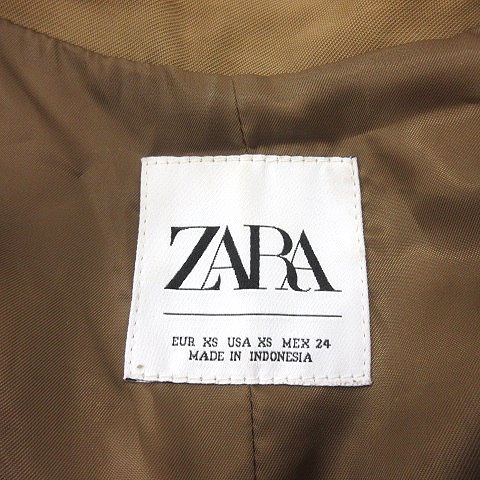 ZARA
EUR XS USA XS MEX 24
MADE IN INDONESIA